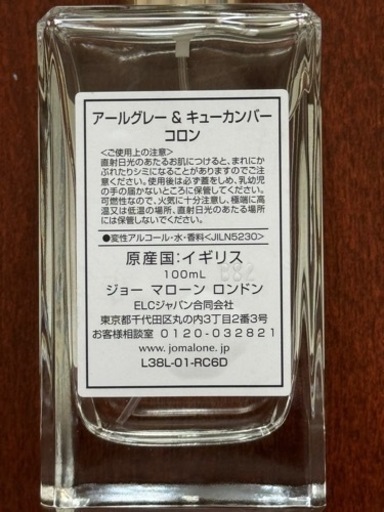 アールグレー & キューカンバー
コロン
<ご使用上の注意>
直射日光のあたるお肌につけると、まれにか
ぶれたりシミになることがありますのでご注
意ください。使用後は必ず蓋をしめ、乳幼児
の手の届かないところに保管してください。
可燃性なので、火気に十分注意し、極端に高
温又は低温の場所、直射日光のあたる場所
には保管しないでください。
●変性アルコール・水・香料<JILN5230>
原産国:イギリス
100mL
ジョー マローン ロンドン
ELCジャパン合同会社
東京都千代田区丸の内3丁目2番3号
お客様相談室 0120-032821
www.jomalone.jp
L38L-01-RC6D